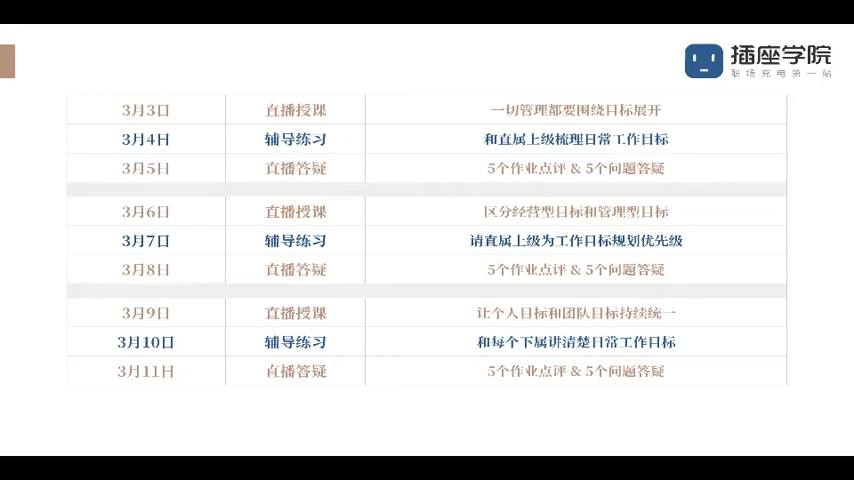 插座学院
职场充电第一站
3月3日 直播授课 一切管理都要围绕目标展开
3月4日 辅导练习 和直属上级梳理日常工作目标
3月5日 直播答疑 5个作业点评 & 5个问题答疑
3月6日 直播授课 区分经营型目标和管理型目标
3月7日 辅导练习 请直属上级为工作目标规划优先级
3月8日 直播答疑 5个作业点评 & 5个问题答疑
3月9日 直播授课 让个人目标和团队目标持续统一
3月10日 辅导练习 和每个下属讲清楚日常工作目标
3月11日 直播答疑 5个作业点评 & 5个问题答疑